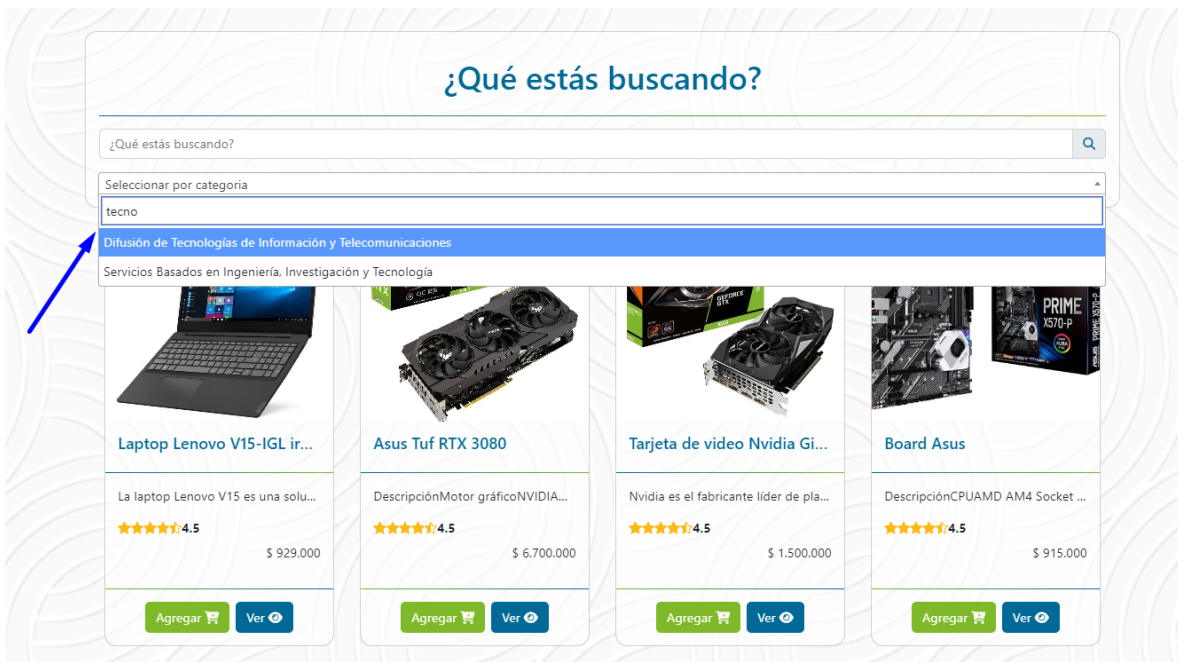 ¿Qué estás buscando?
¿Qué estás buscando?
Seleccionar por categoria
tecno
Difusión de Tecnologías de Información y Telecomunicaciones
Servicios Basados en Ingeniería, Investigación y Tecnología
GEFORCE
GTX
PRIME
X570-P
PRIME X570-P
Laptop Lenovo V15-IGL ir...
Asus Tuf RTX 3080
Tarjeta de video Nvidia Gi...
Board Asus
La laptop Lenovo V15 es una solu...
DescripciónMotor gráficoNVIDIA...
Nvidia es el fabricante líder de pla...
DescripciónCPUAMD AM4 Socket ...
4.5
4.5
4.5
4.5
$ 929.000
$ 6.700.000
$ 1.500.000
$ 915.000
Agregar
Ver
Agregar
Ver
Agregar
Ver
Agregar
Ver